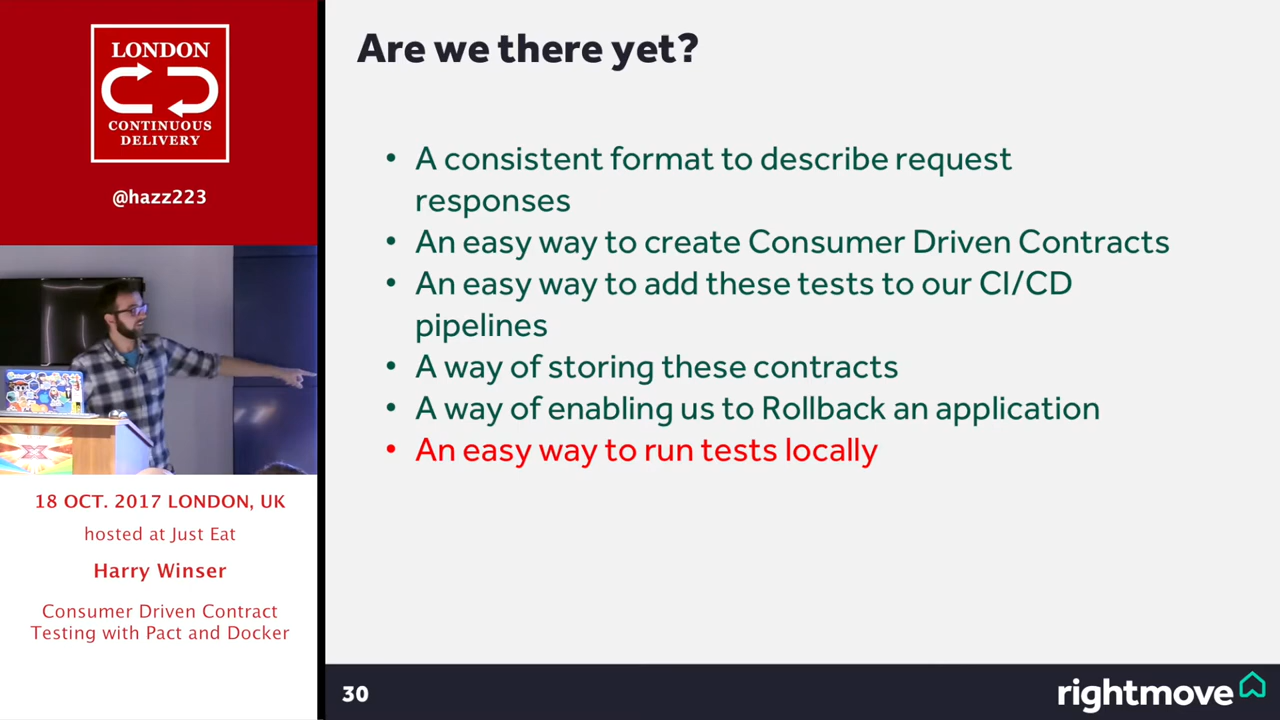 LONDON
CONTINUOUS
DELIVERY
@hazz223
18 OCT. 2017 LONDON, UK
hosted at Just Eat
Harry Winser
Consumer Driven Contract
Testing with Pact and Docker
Are we there yet?
• A consistent format to describe request
responses
• An easy way to create Consumer Driven Contracts
• An easy way to add these tests to our CI/CD
pipelines
• A way of storing these contracts
• A way of enabling us to Rollback an application
• An easy way to run tests locally
30
rightmove